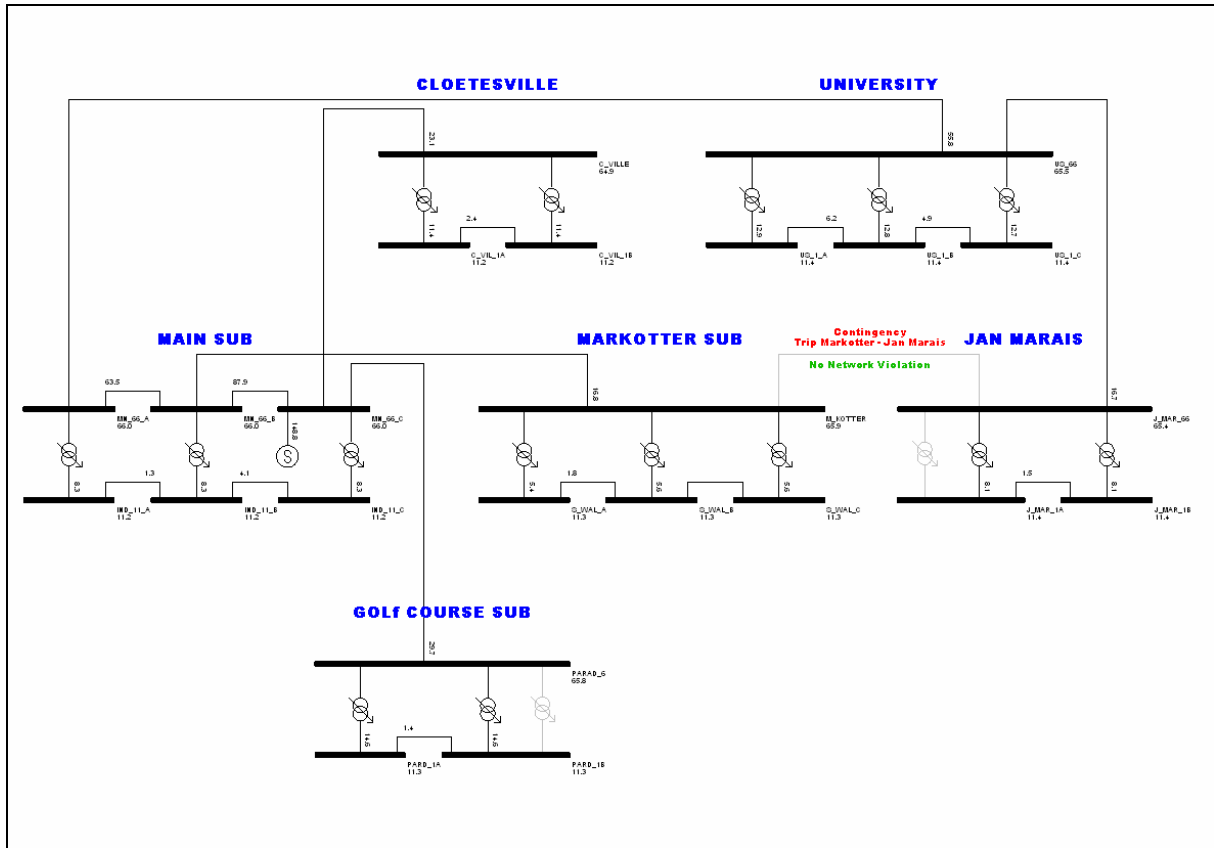 CLOETESVILLE
UNIVERSITY
23.1
55.8
C_VILLE
64.9
UO_66
65.5
11.4
2.4
11.4
12.9
6.2
12.8
4.9
12.7
C_VIL_1A
11.2
C_VIL_1B
11.2
UO_1_A
11.4
UO_1_B
11.4
UO_1_C
11.4
MAIN SUB
MARKOTTER SUB
Contingency
Trip Markotter - Jan Marais
No Network Violation
JAN MARAIS
63.5
87.9
16.8
16.7
MN_66_A
66.0
MN_66_B
66.0
148.8
MN_66_C
66.0
M_KOTTER
65.9
J_MAR_66
65.4
S
8.3
1.3
8.3
4.1
8.3
5.4
1.8
5.6
5.6
8.1
1.5
8.1
IND_11_A
11.2
IND_11_B
11.2
IND_11_C
11.2
O_WAL_A
11.3
O_WAL_B
11.3
O_WAL_C
11.3
J_MAR_1A
11.4
J_MAR_1B
11.4
GOLf COURSE SUB
29.7
PARAD_6
65.8
14.6
1.4
14.6
PARD_1A
11.3
PARD_1B
11.3